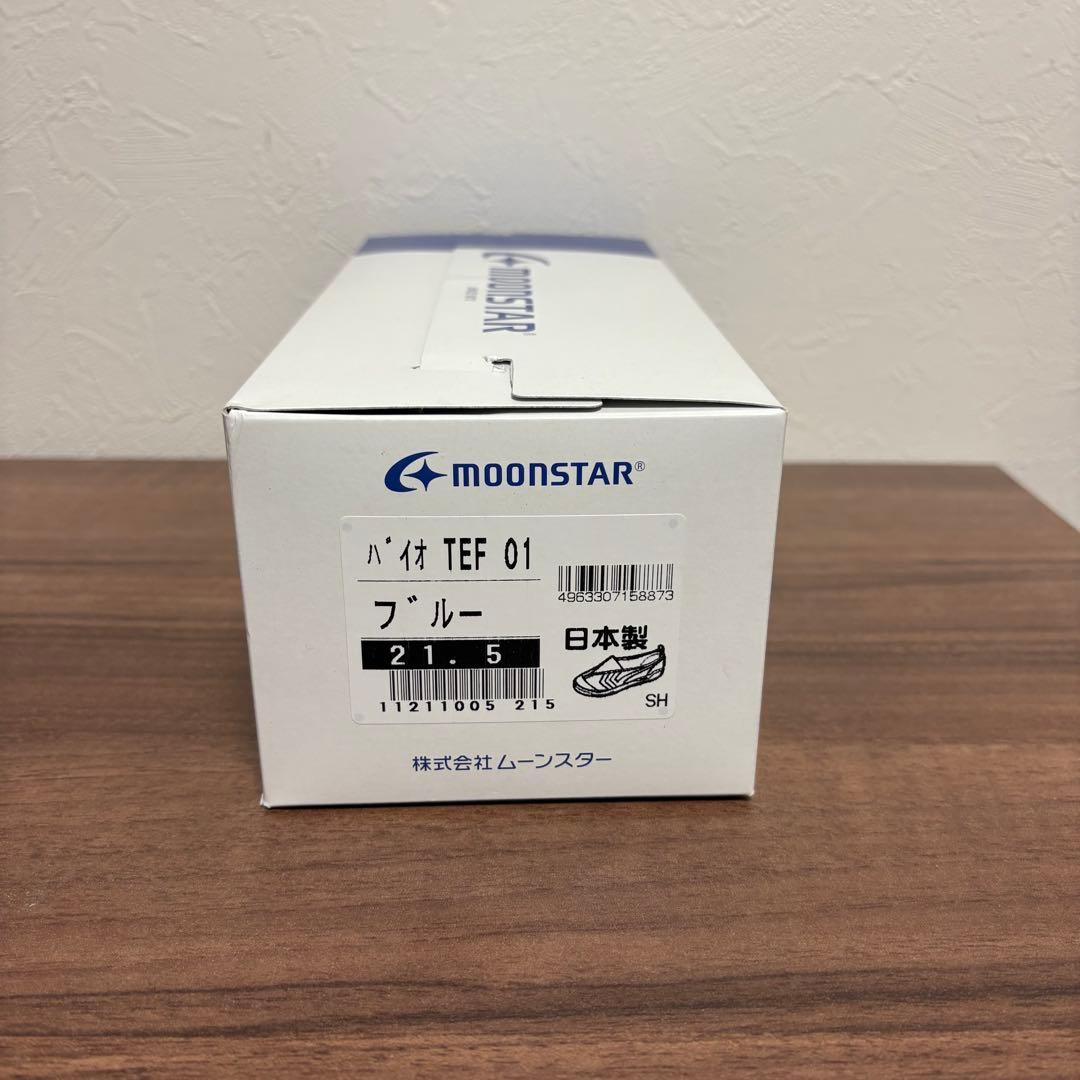 MOONSTAR
MOONSTAR®
バイオ TEF 01
ブルー
21.5
4963307158873
日本製
11211005 215
SH
株式会社ムーンスター